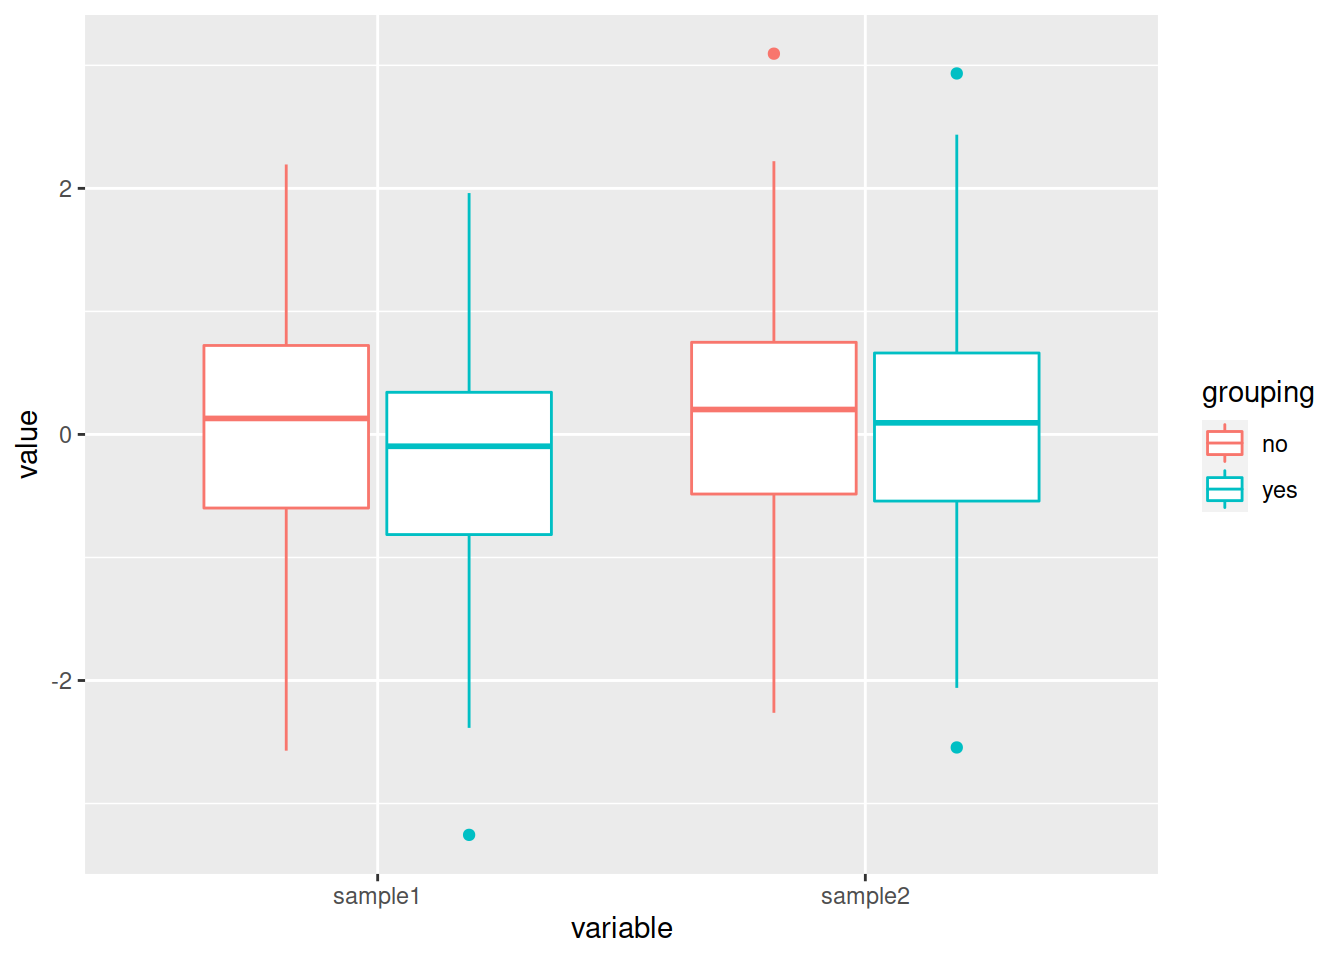 value
2
0
-2
sample1
sample2
variable
grouping
no
yes